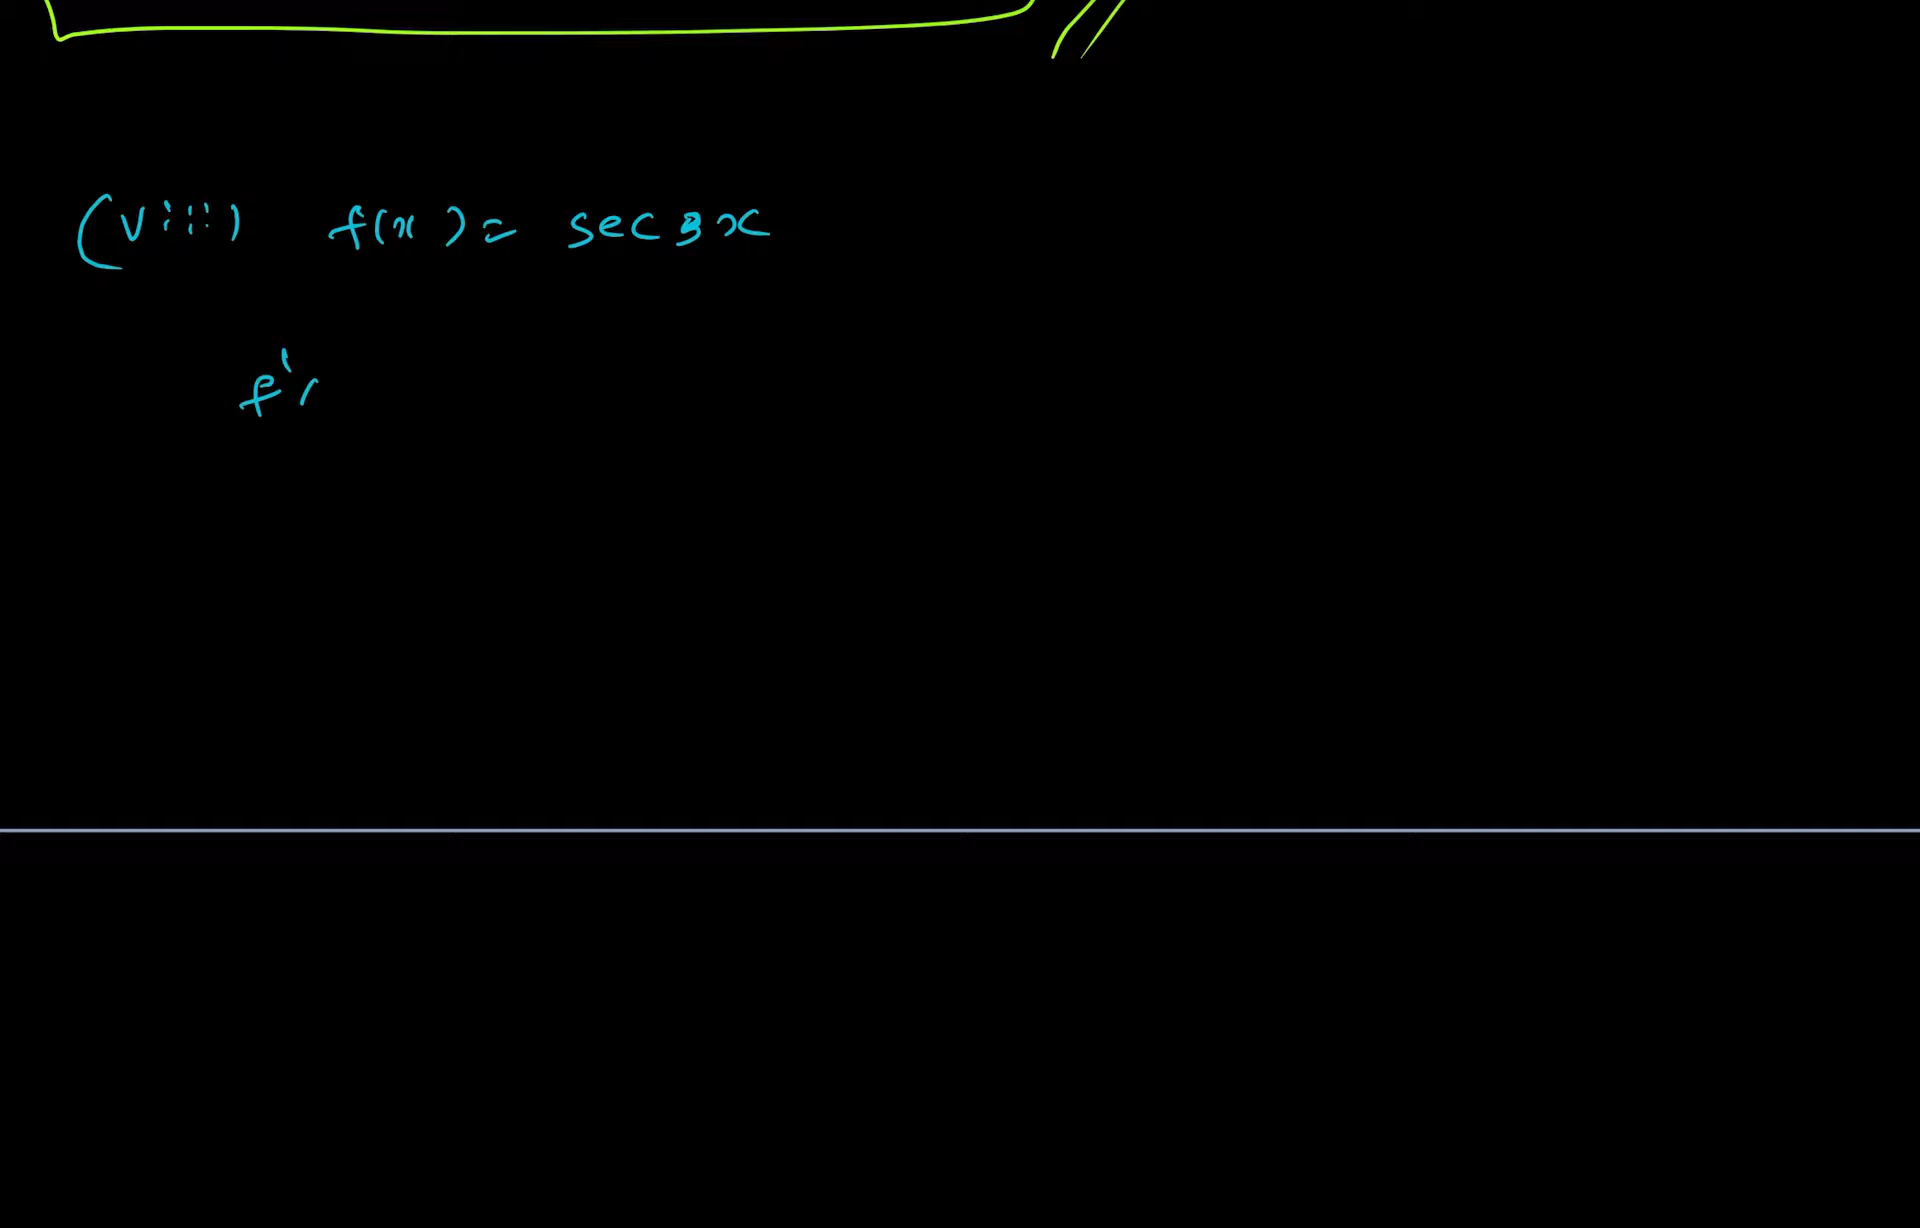 (viii) f(x) = sec 3x
f'(